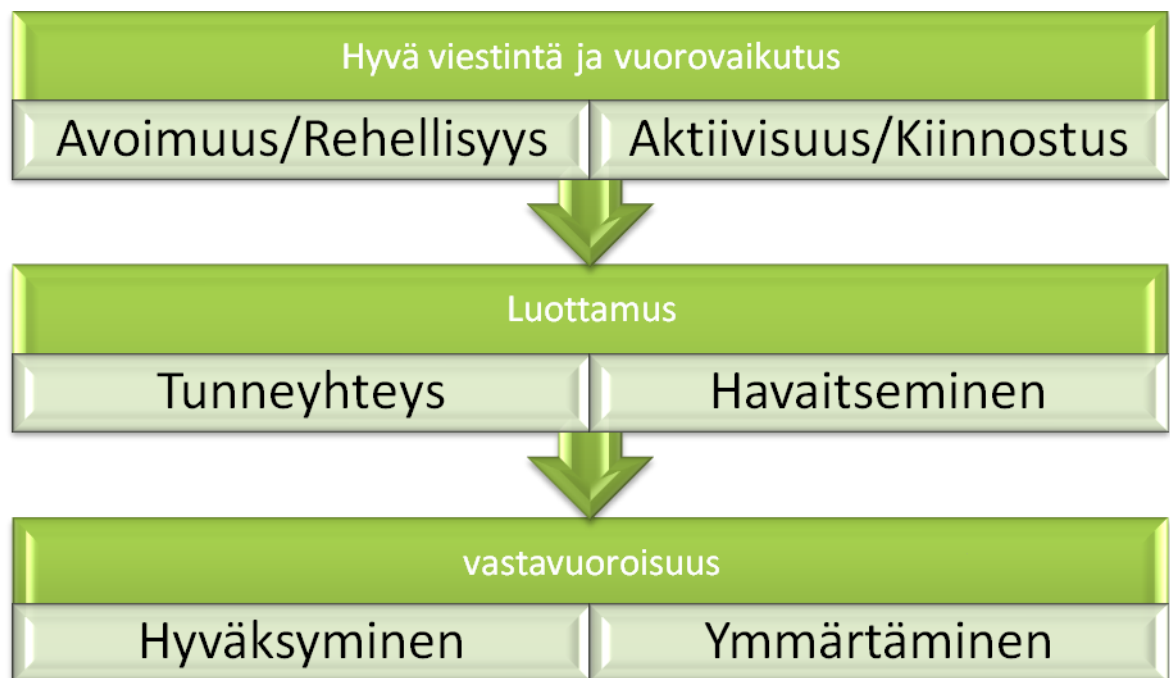 Hyvä viestintä ja vuorovaikutus
Avoimuus/Rehellisyys
Aktiivisuus/Kiinnostus
Luottamus
Tunneyhteys
Havaitseminen
vastavuoroisuus
Hyväksyminen
Ymmärtäminen